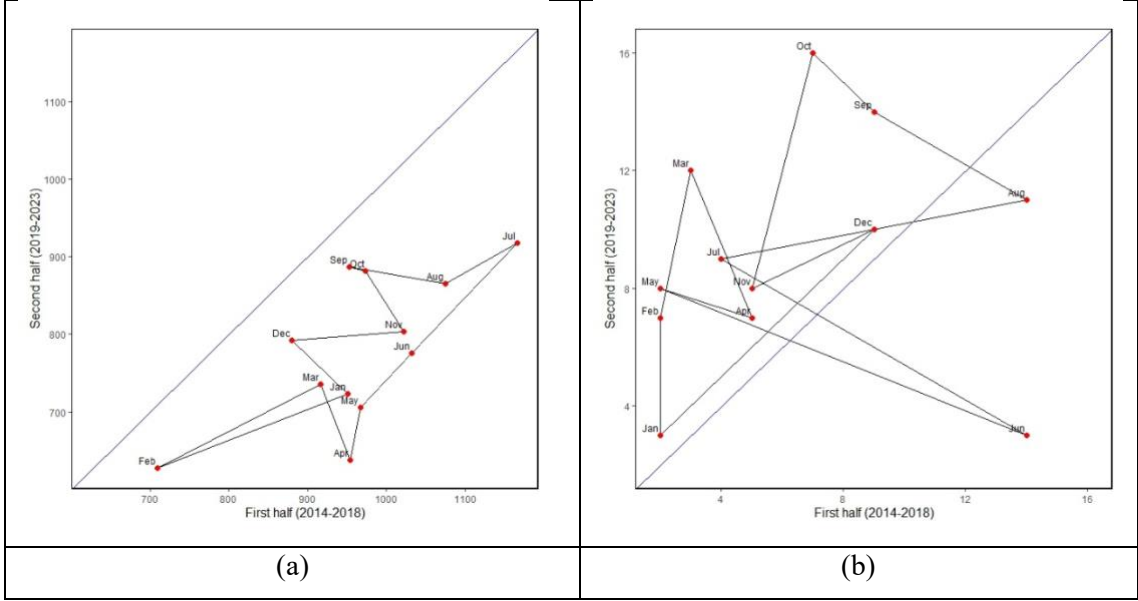 1100
1000
900
800
700
Second half (2019-2023)
Jul
Sep
Oct
Aug
Nov
Dec
Jun
Mar
Jan
May
Feb
Apr
700 800 900 1000 1100
First half (2014-2018)
(a)
16
12
8
4
Second half (2019-2023)
Oct
Sep
Mar
Aug
Dec
Jul
May
Nov
Feb
Apr
Jan
Jun
4 8 12 16
First half (2014-2018)
(b)